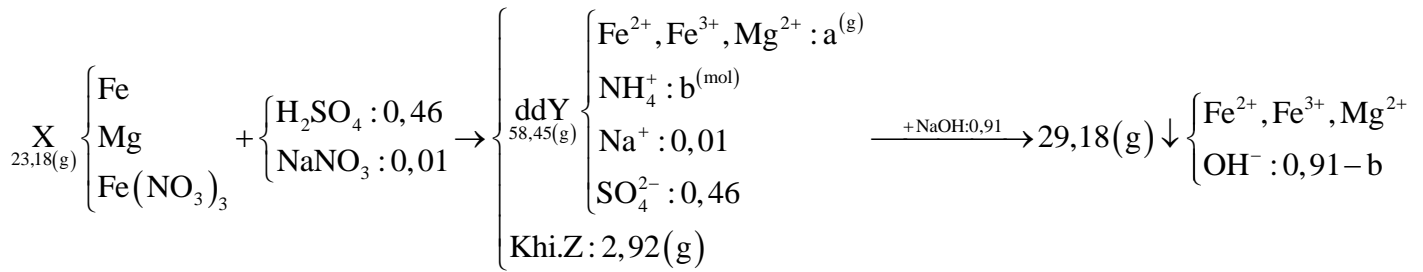 X 23,18(g) { Fe
Mg
Fe(NO₃)₃
+ { H₂SO₄ : 0,46
NaNO₃ : 0,01
→
ddY 58,45(g) { Fe²⁺, Fe³⁺, Mg²⁺ : a⁽ᵍ⁾
NH₄⁺ : b⁽ᵐᵒˡ⁾
Na⁺ : 0,01
SO₄²⁻ : 0,46
Khi.Z : 2,92(g)
+NaOH:0,91 → 29,18(g) ↓ { Fe²⁺, Fe³⁺, Mg²⁺
OH⁻ : 0,91−b